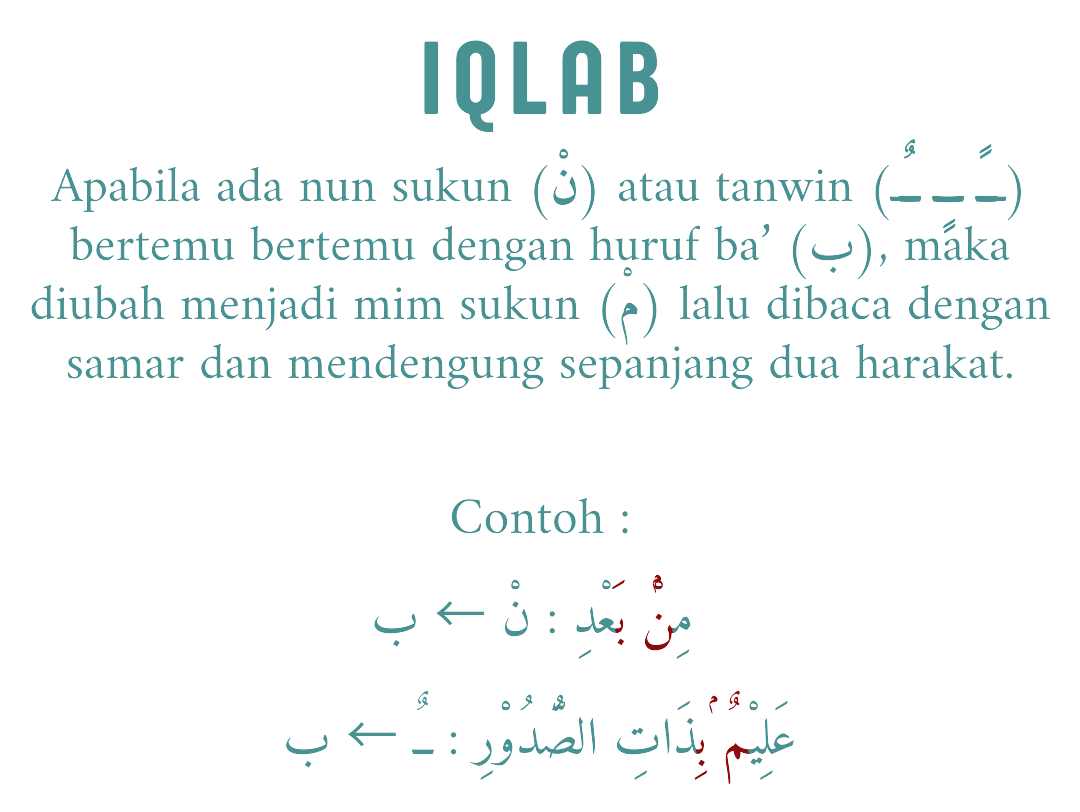 IQLAB
Apabila ada nun sukun (نْ) atau tanwin (ـًـ ـٍـ ـٌـ)
bertemu bertemu dengan huruf ba’ (ب), maka
diubah menjadi mim sukun (مْ) lalu dibaca dengan
samar dan mendengung sepanjang dua harakat.
Contoh :
مِنْۢ بَعْدِ : نْ ← ب
عَلِيْمٌۢ بِذَاتِ الصُّدُوْرِ : ـٌ ← ب